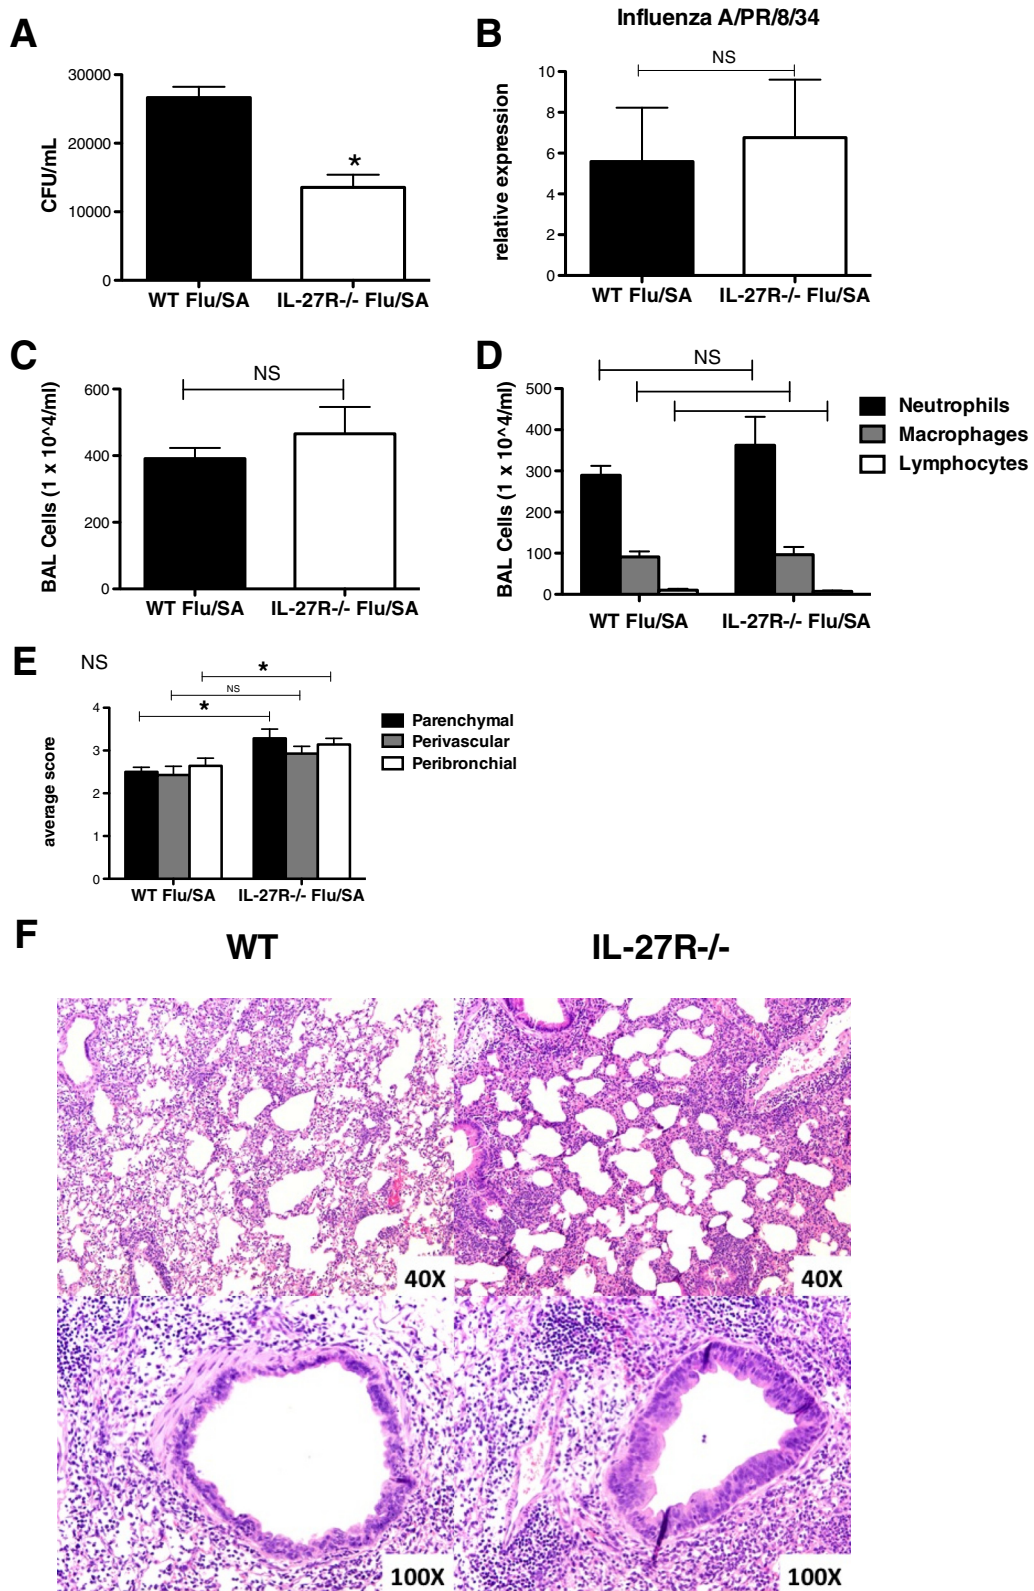 Influenza A/PR/8/34
A
CFU/mL
30000
20000
10000
0
*
WT Flu/SA
IL-27R-/- Flu/SA
B
relative expression
NS
10
8
6
4
2
0
WT Flu/SA
IL-27R-/- Flu/SA
C
BAL Cells (1 x 10^4/ml)
NS
600
400
200
0
WT Flu/SA
IL-27R-/- Flu/SA
D
BAL Cells (1 x 10^4/ml)
NS
500
400
300
200
100
0
WT Flu/SA
IL-27R-/- Flu/SA
Neutrophils
Macrophages
Lymphocytes
E
NS
*
NS
*
average score
4
3
2
1
0
WT Flu/SA
IL-27R-/- Flu/SA
Parenchymal
Perivascular
Peribronchial
F
WT
IL-27R-/-
40X
40X
100X
100X